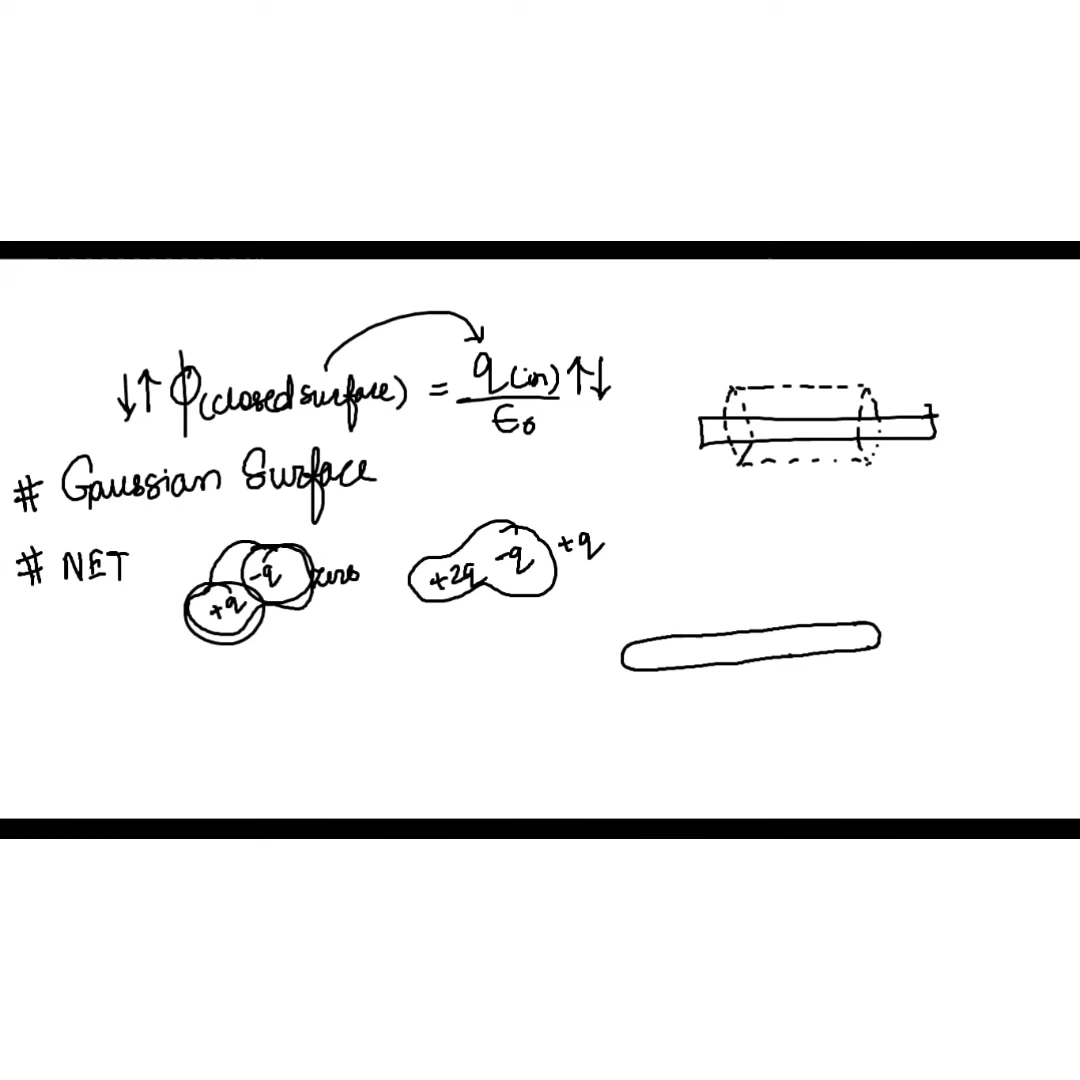 ↓↑ ϕ(closed surface) = q(in) ↑↓
ε₀
# Gaussian Surface
# NET
+q -q zero
+2q -q +q